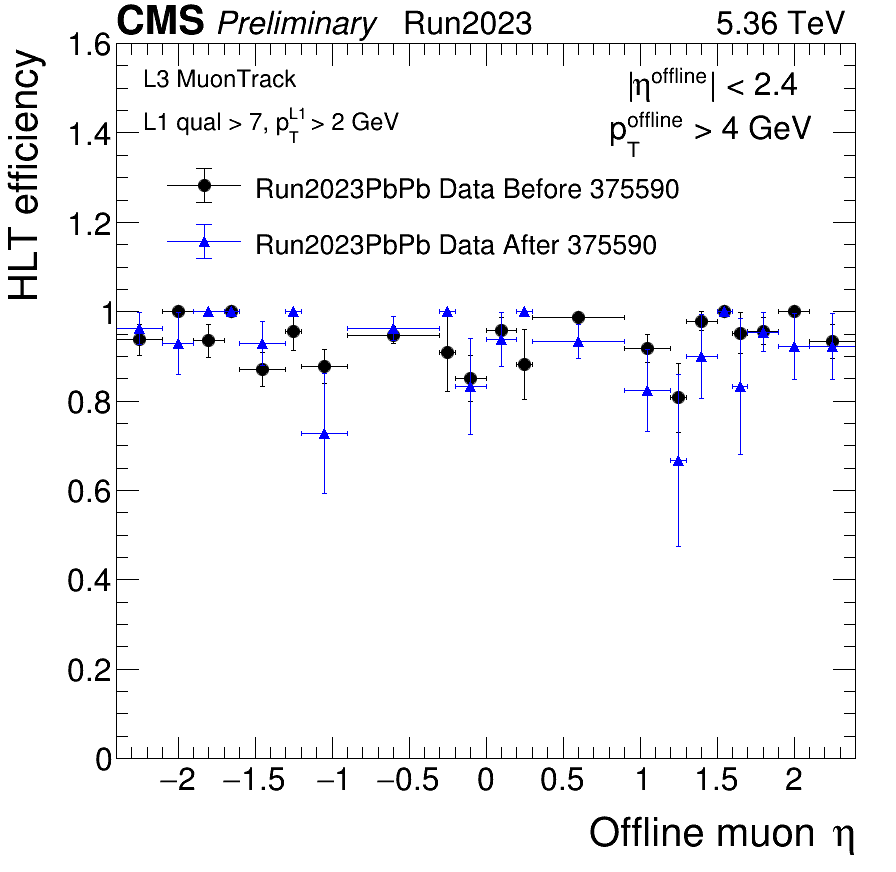 CMS Preliminary Run2023 5.36 TeV
L3 MuonTrack
|η^offline| < 2.4
L1 qual > 7, p_T^L1 > 2 GeV
p_T^offline > 4 GeV
Run2023PbPb Data Before 375590
Run2023PbPb Data After 375590
HLT efficiency
1.6
1.4
1.2
1
0.8
0.6
0.4
0.2
0
−2 −1.5 −1 −0.5 0 0.5 1 1.5 2
Offline muon η